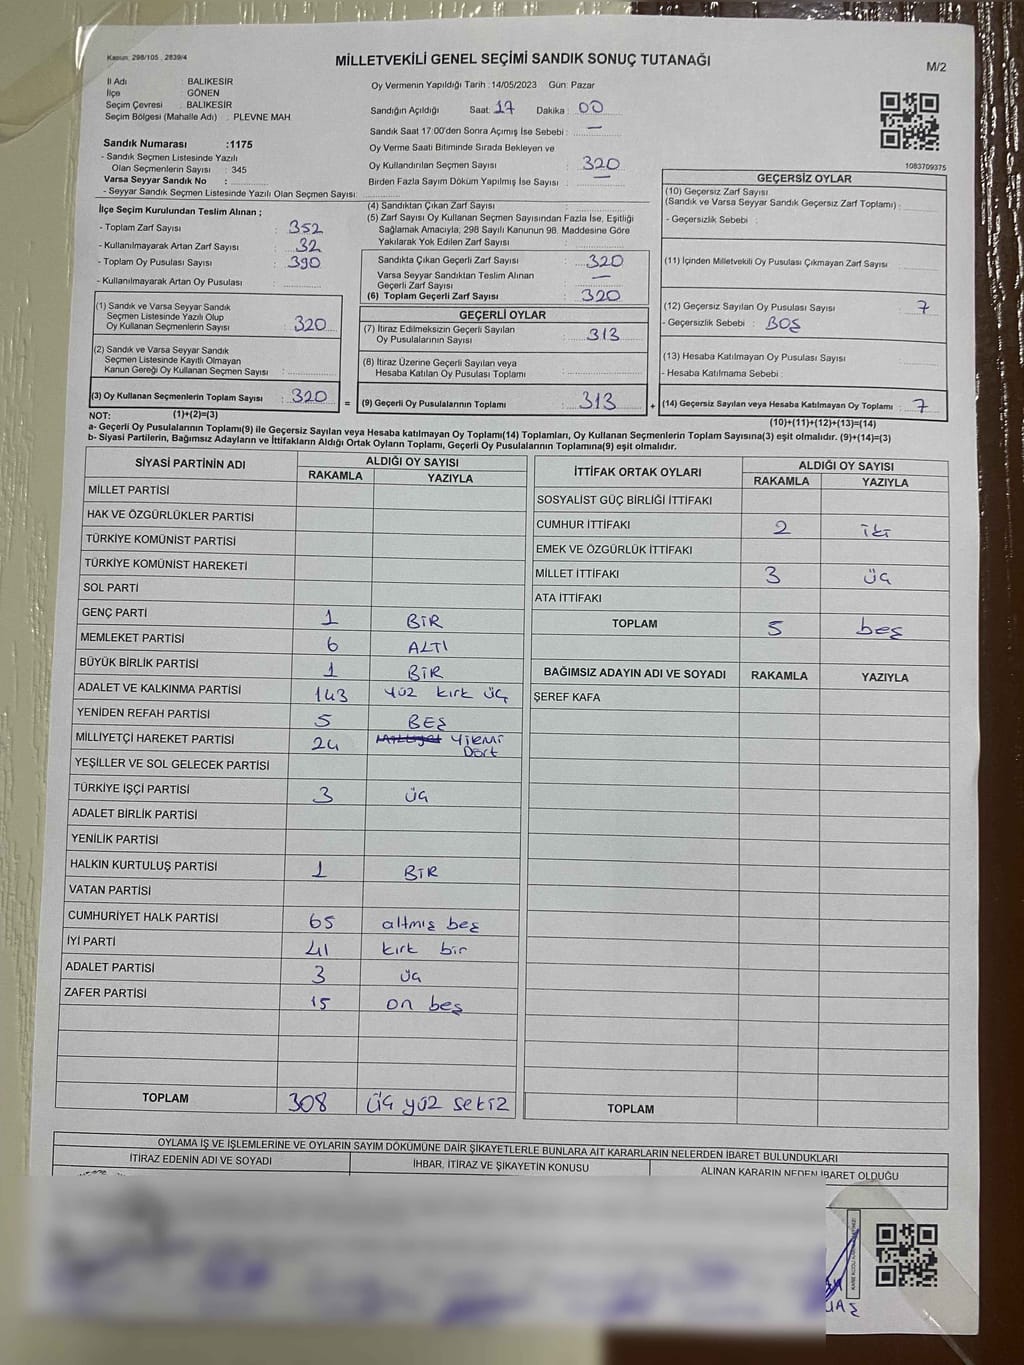 Kanun, 298/105 , 2839/4
MİLLETVEKİLİ GENEL SEÇİMİ SANDIK SONUÇ TUTANAĞI
M/2
İl Adı : BALIKESİR
İlçe : GÖNEN
Seçim Çevresi : BALIKESİR
Seçim Bölgesi (Mahalle Adı) : PLEVNE MAH.
Oy Vermenin Yapıldığı Tarih : 14/05/2023 Gün: Pazar
Sandığın Açıldığı Saat: 17 Dakika : 00
Sandık Saat 17:00'den Sonra Açımış İse Sebebi : —
Oy Verme Saati Bitiminde Sırada Bekleyen ve
Oy Kullandırılan Seçmen Sayısı : 320
Birden Fazla Sayım Döküm Yapılmış İse Sayısı : —
Sandık Numarası :1175
- Sandık Seçmen Listesinde Yazılı
Olan Seçmenlerin Sayısı : 345
Varsa Seyyar Sandık No :
- Seyyar Sandık Seçmen Listesinde Yazılı Olan Seçmen Sayısı:
İlçe Seçim Kurulundan Teslim Alınan ;
- Toplam Zarf Sayısı : 352
- Kullanılmayarak Artan Zarf Sayısı : 32
- Toplam Oy Pusulası Sayısı : 390
- Kullanılmayarak Artan Oy Pusulası :
(1) Sandık ve Varsa Seyyar Sandık
Seçmen Listesinde Yazılı Olup
Oy Kullanan Seçmenlerin Sayısı : 320
(2) Sandık ve Varsa Seyyar Sandık
Seçmen Listesinde Kayıtlı Olmayan
Kanun Gereği Oy Kullanan Seçmen Sayısı :
(3) Oy Kullanan Seçmenlerin Toplam Sayısı : 320 =
(4) Sandıktan Çıkan Zarf Sayısı :
(5) Zarf Sayısı Oy Kullanan Seçmen Sayısından Fazla İse, Eşitliği
Sağlamak Amacıyla, 298 Sayılı Kanunun 98. Maddesine Göre
Yakılarak Yok Edilen Zarf Sayısı :
Sandıkta Çıkan Geçerli Zarf Sayısı : 320
Varsa Seyyar Sandıktan Teslim Alınan
Geçerli Zarf Sayısı : —
(6) Toplam Geçerli Zarf Sayısı : 320
GEÇERLİ OYLAR
(7) İtiraz Edilmeksizin Geçerli Sayılan
Oy Pusulalarının Sayısı : 313
(8) İtiraz Üzerine Geçerli Sayılan veya
Hesaba Katılan Oy Pusulası Toplamı :
(9) Geçerli Oy Pusulalarının Toplamı : 313 +
1083709375
GEÇERSİZ OYLAR
(10) Geçersiz Zarf Sayısı
(Sandık ve Varsa Seyyar Sandık Geçersiz Zarf Toplamı) :
- Geçersizlik Sebebi :
(11) İçinden Milletvekili Oy Pusulası Çıkmayan Zarf Sayısı :
(12) Geçersiz Sayılan Oy Pusulası Sayısı : 7
- Geçersizlik Sebebi : BOŞ
(13) Hesaba Katılmayan Oy Pusulası Sayısı :
- Hesaba Katılmama Sebebi :
(14) Geçersiz Sayılan veya Hesaba Katılmayan Oy Toplamı : 7
NOT: (1)+(2)=(3)
(10)+(11)+(12)+(13)=(14)
a- Geçerli Oy Pusulalarının Toplamı(9) ile Geçersiz Sayılan veya Hesaba katılmayan Oy Toplamı(14) Toplamları, Oy Kullanan Seçmenlerin Toplam Sayısına(3) eşit olmalıdır. (9)+(14)=(3)
b- Siyasi Partilerin, Bağımsız Adayların ve İttifakların Aldığı Ortak Oyların Toplamı, Geçerli Oy Pusulalarının Toplamına(9) eşit olmalıdır.
SİYASİ PARTİNİN ADI ALDIĞI OY SAYISI
RAKAMLA YAZIYLA
MİLLET PARTİSİ
HAK VE ÖZGÜRLÜKLER PARTİSİ
TÜRKİYE KOMÜNİST PARTİSİ
TÜRKİYE KOMÜNİST HAREKETİ
SOL PARTİ
GENÇ PARTİ 1 BİR
MEMLEKET PARTİSİ 6 ALTI
BÜYÜK BİRLİK PARTİSİ 1 BİR
ADALET VE KALKINMA PARTİSİ 143 yüz kırk üç
YENİDEN REFAH PARTİSİ 5 BEŞ
MİLLİYETÇİ HAREKET PARTİSİ 24 YİRMİ
Dört
YEŞİLLER VE SOL GELECEK PARTİSİ
TÜRKİYE İŞÇİ PARTİSİ 3 üç
ADALET BİRLİK PARTİSİ
YENİLİK PARTİSİ
HALKIN KURTULUŞ PARTİSİ 1 BİR
VATAN PARTİSİ
CUMHURİYET HALK PARTİSİ 65 altmış beş
İYİ PARTİ 41 kırk bir
ADALET PARTİSİ 3 üç
ZAFER PARTİSİ 15 on beş
TOPLAM 308 üç yüz sekiz
İTTİFAK ORTAK OYLARI ALDIĞI OY SAYISI
RAKAMLA YAZIYLA
SOSYALİST GÜÇ BİRLİĞİ İTTİFAKI
CUMHUR İTTİFAKI 2 iki
EMEK VE ÖZGÜRLÜK İTTİFAKI
MİLLET İTTİFAKI 3 üç
ATA İTTİFAKI
TOPLAM 5 beş
BAĞIMSIZ ADAYIN ADI VE SOYADI RAKAMLA YAZIYLA
ŞEREF KAFA
TOPLAM
OYLAMA İŞ VE İŞLEMLERİNE VE OYLARIN SAYIM DÖKÜMÜNE DAİR ŞİKAYETLERLE BUNLARA AİT KARARLARIN NELERDEN İBARET BULUNDUKLARI
İTİRAZ EDENİN ADI VE SOYADI İHBAR, İTİRAZ VE ŞİKAYETİN KONUSU ALINAN KARARIN NEDEN İBARET OLDUĞU